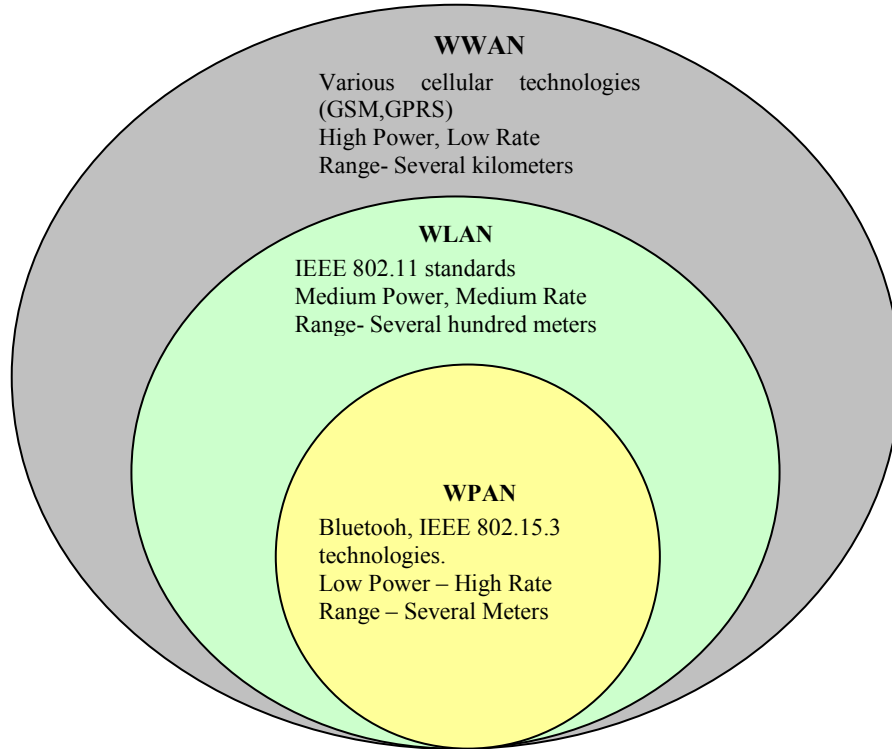 WWAN
Various cellular technologies
(GSM,GPRS)
High Power, Low Rate
Range- Several kilometers
WLAN
IEEE 802.11 standards
Medium Power, Medium Rate
Range- Several hundred meters
WPAN
Bluetooh, IEEE 802.15.3
technologies.
Low Power – High Rate
Range – Several Meters